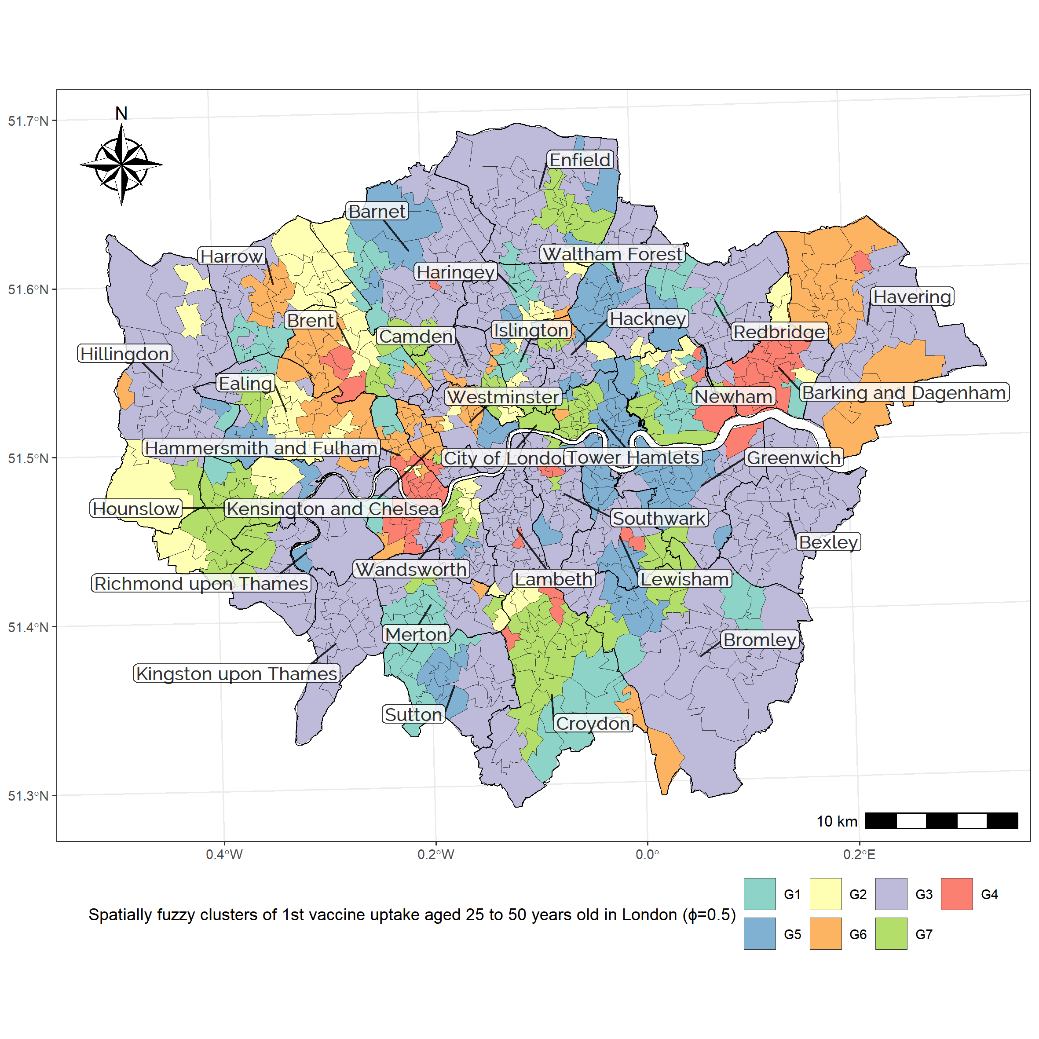 N
51.7°N
51.6°N
51.5°N
51.4°N
51.3°N
Enfield
Barnet
Harrow
Waltham Forest
Haringey
Havering
Brent
Islington
Hackney
Camden
Redbridge
Hillingdon
Ealing
Westminster
Newham
Barking and Dagenham
Hammersmith and Fulham
City of Londo
Tower Hamlets
Greenwich
Hounslow
Kensington and Chelsea
Southwark
Bexley
Wandsworth
Richmond upon Thames
Lambeth
Lewisham
Merton
Bromley
Kingston upon Thames
Sutton
Croydon
10 km
0.4°W
0.2°W
0.0°
0.2°E
Spatially fuzzy clusters of 1st vaccine uptake aged 25 to 50 years old in London (ϕ=0.5)
G1 G2 G3 G4
G5 G6 G7